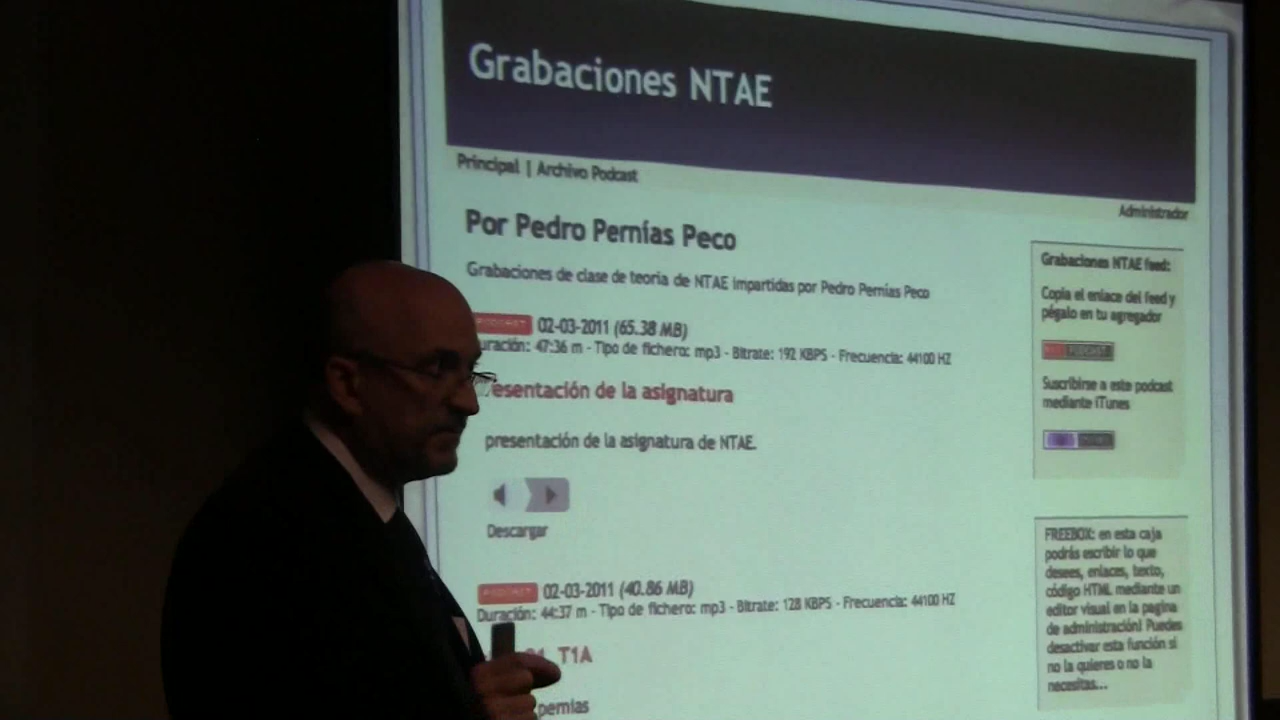 Grabaciones NTAE
Principal | Archivo Podcast
Administrador
Por Pedro Pernías Peco
Grabaciones de clase de teoria de NTAE impartidas por Pedro Pernías Peco
PODCAST 02-03-2011 (65.38 MB)
uración: 47:36 m - Tipo de fichero: mp3 - Bitrate: 192 KBPS - Frecuencia: 44100 HZ
esentación de la asignatura
presentación de la asignatura de NTAE.
Descargar
PODCAST 02-03-2011 (40.86 MB)
Duración: 44:37 m - Tipo de fichero: mp3 - Bitrate: 128 KBPS - Frecuencia: 44100 HZ
T1A
pernias
Grabaciones NTAE feed:
Copia el enlace del feed y
pégalo en tu agregador
PODCAST
Suscribirse a este podcast
mediante iTunes
FREEBOX: en esta caja
podrás escribir lo que
desees, enlaces, texto,
código HTML mediante un
editor visual en la pagina
de administración! Puedes
desactivar esta función si
no la quieres o no la
necesitas...